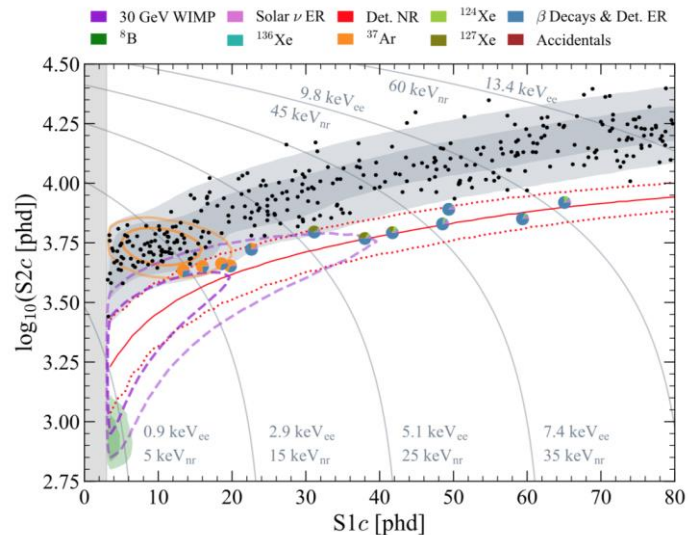 30 GeV WIMP Solar ν ER Det. NR ¹²⁴Xe β Decays & Det. ER
⁸B ¹³⁶Xe ³⁷Ar ¹²⁷Xe Accidentals
4.50
4.25
4.00
3.75
3.50
3.25
3.00
2.75
log₁₀(S2c [phd])
13.4 keVₑₑ
9.8 keVₑₑ
60 keVₙᵣ
45 keVₙᵣ
0.9 keVₑₑ 2.9 keVₑₑ 5.1 keVₑₑ 7.4 keVₑₑ
5 keVₙᵣ 15 keVₙᵣ 25 keVₙᵣ 35 keVₙᵣ
0 10 20 30 40 50 60 70 80
S1c [phd]